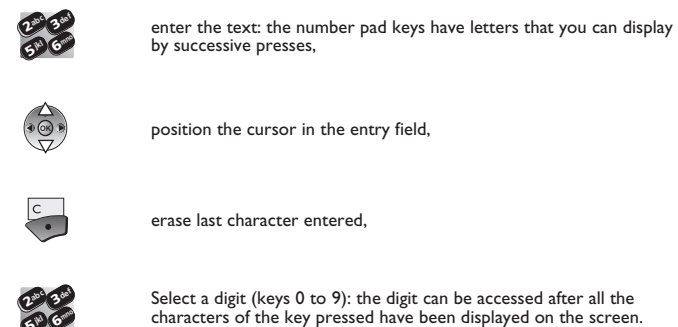 2abc 3def
5jkl 6mno
enter the text: the number pad keys have letters that you can display
by successive presses,
OK
position the cursor in the entry field,
C
erase last character entered,
2abc 3def
5jkl 6mno
Select a digit (keys 0 to 9): the digit can be accessed after all the
characters of the key pressed have been displayed on the screen.